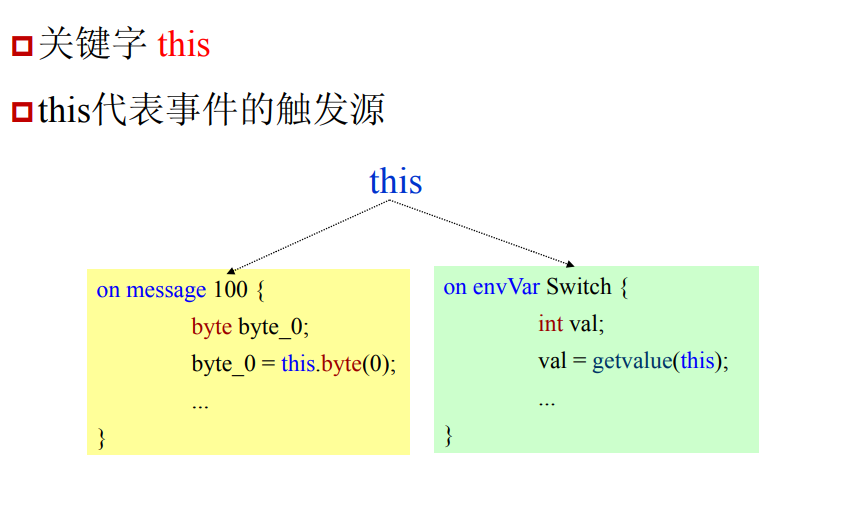 关键字 this
this代表事件的触发源
this
on message 100 {
byte byte_0;
byte_0 = this.byte(0);
...
}
on envVar Switch {
int val;
val = getvalue(this);
...
}